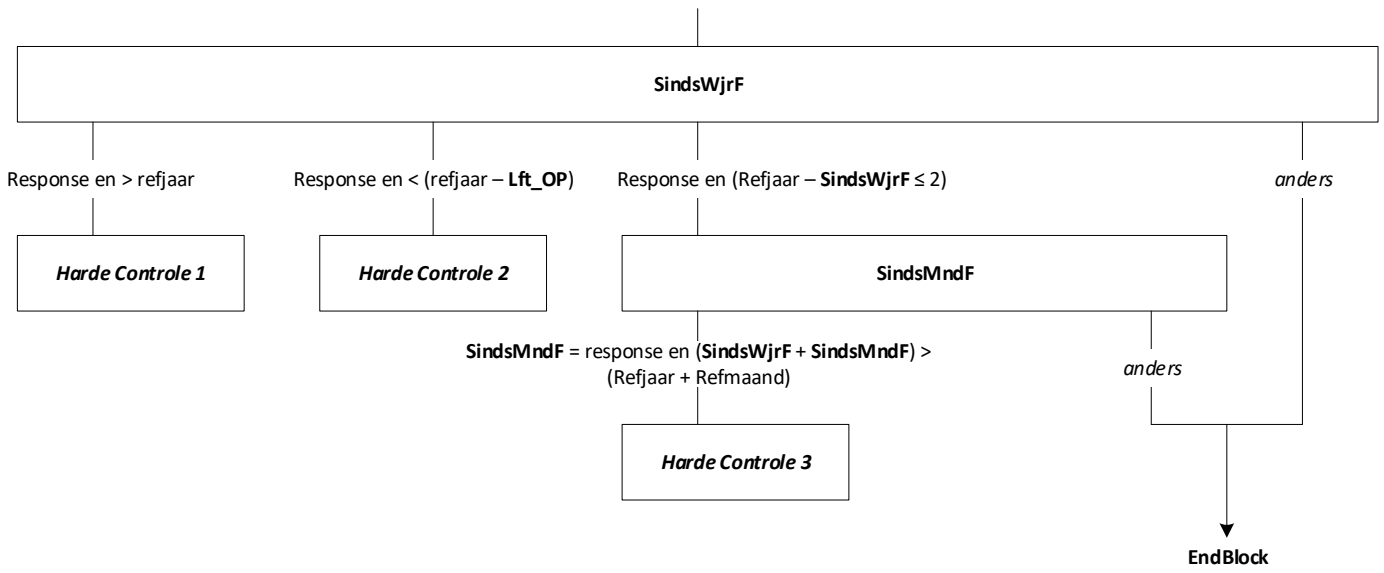 SindsWjrF
Response en > refjaar
Response en < (refjaar – Lft_OP)
Response en (Refjaar – SindsWjrF ≤ 2)
anders
Harde Controle 1
Harde Controle 2
SindsMndF
SindsMndF = response en (SindsWjrF + SindsMndF) >
(Refjaar + Refmaand)
anders
Harde Controle 3
EndBlock